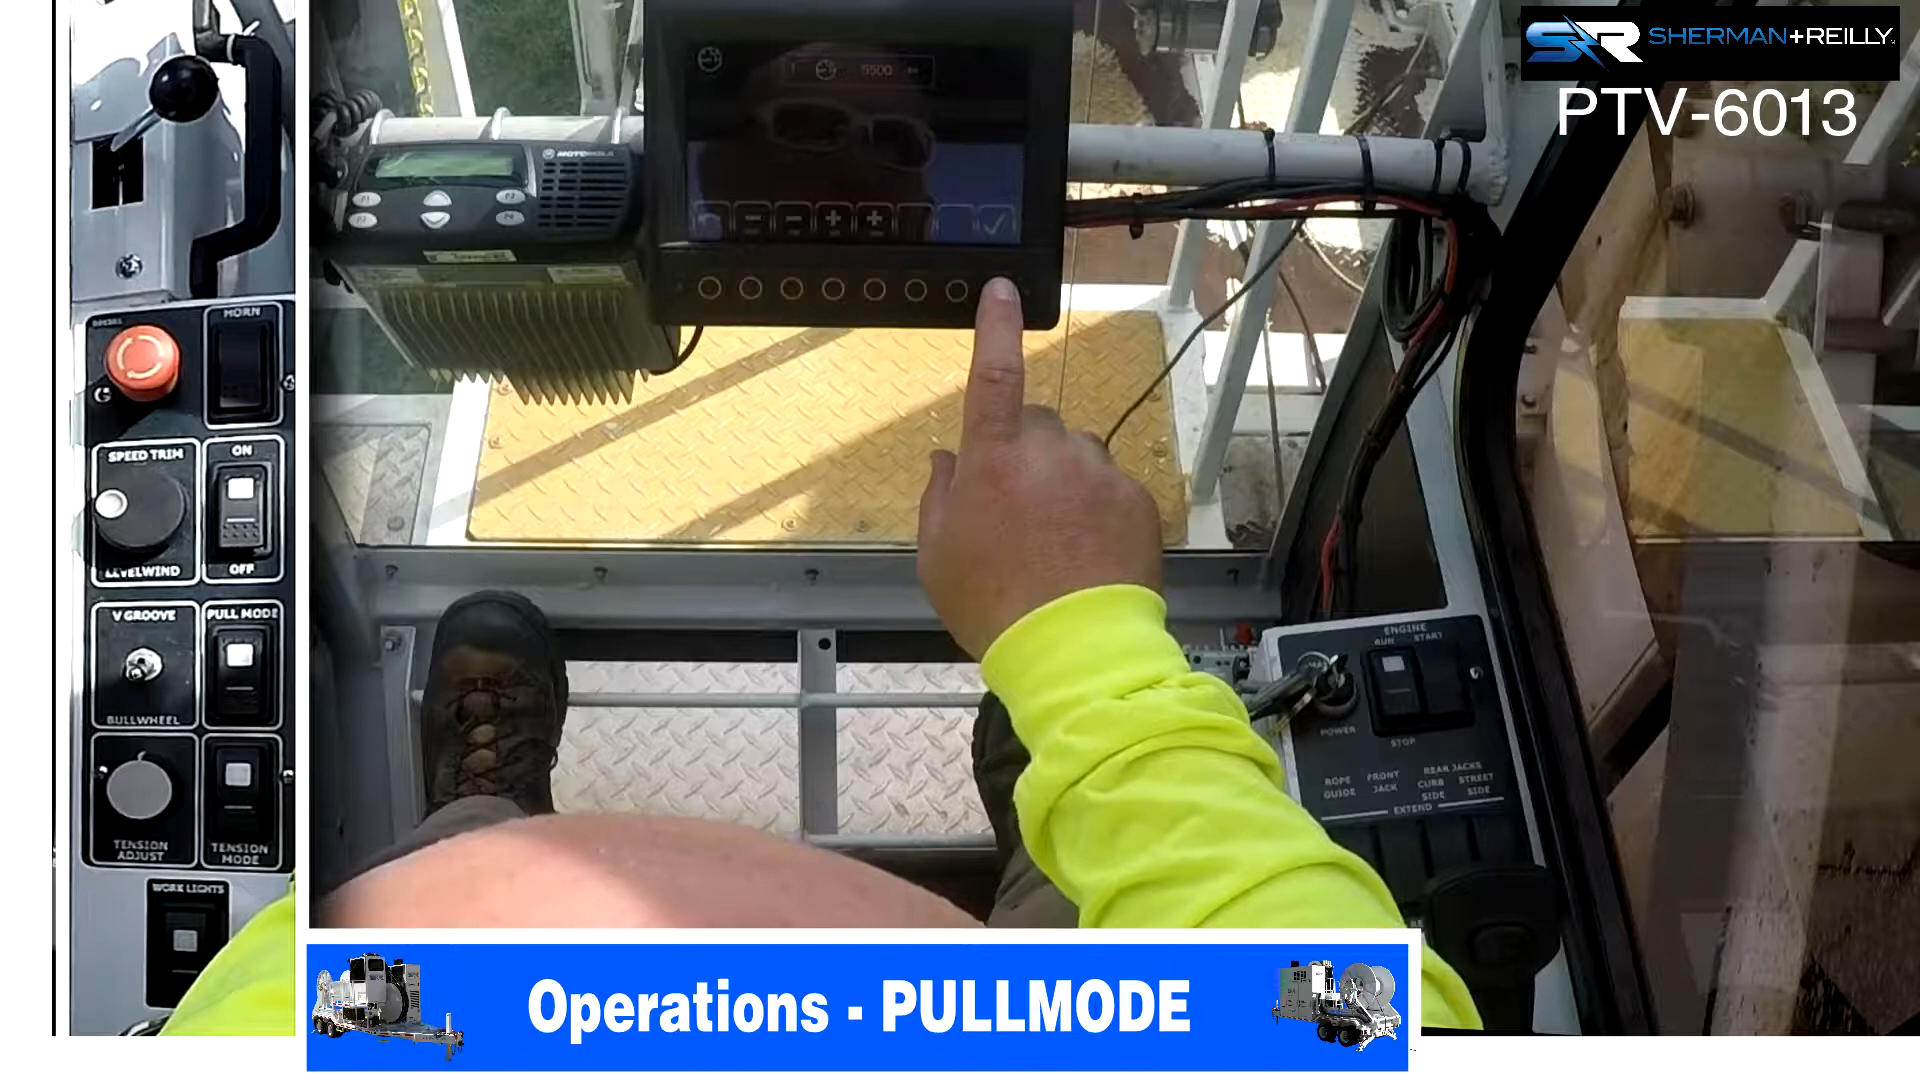 SHERMAN+REILLY
PTV-6013
MOTOROLA
5500
HORN
SPEED TRIM
LEVELWIND
ON
OFF
V GROOVE
BULLWHEEL
PULL MODE
TENSION
ADJUST
TENSION
MODE
WORK LIGHTS
ENGINE
RUN START
POWER
STOP
ROPE
GUIDE
FRONT
JACK
REAR JACKS
CURB
SIDE
STREET
SIDE
EXTEND
Operations - PULLMODE